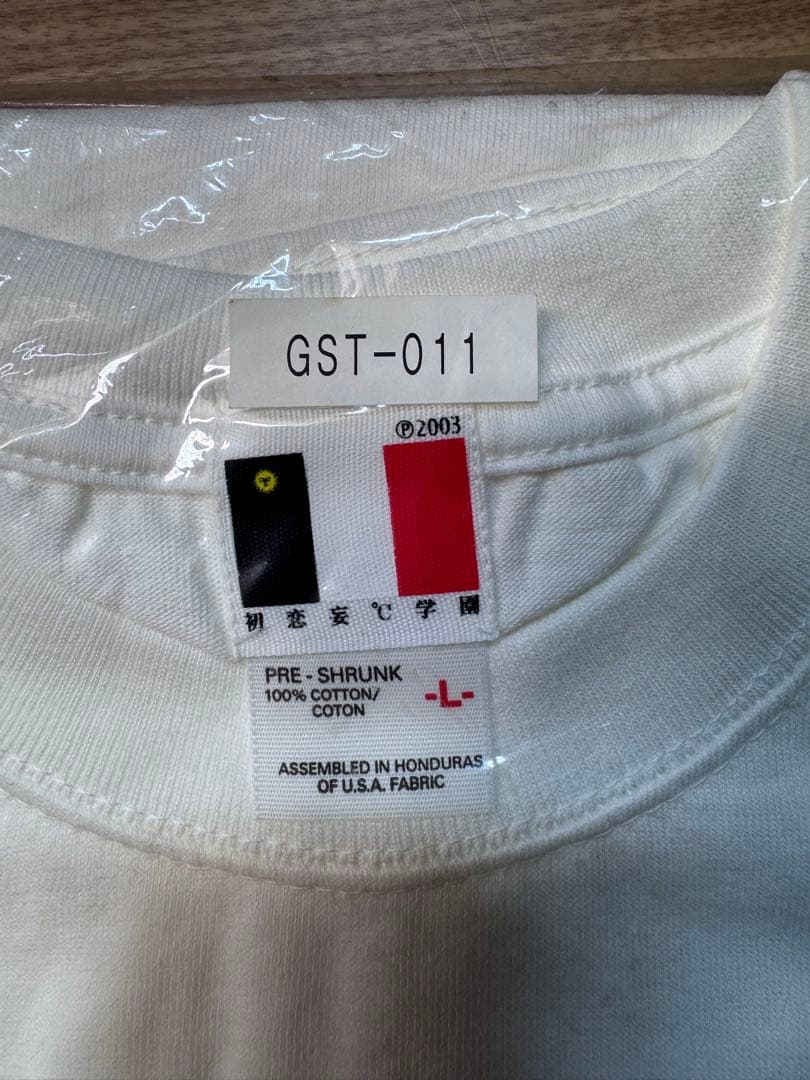 GST-011
℗2003
初恋妄℃学園
PRE-SHRUNK
100% COTTON/
COTON
-L-
ASSEMBLED IN HONDURAS
OF U.S.A. FABRIC